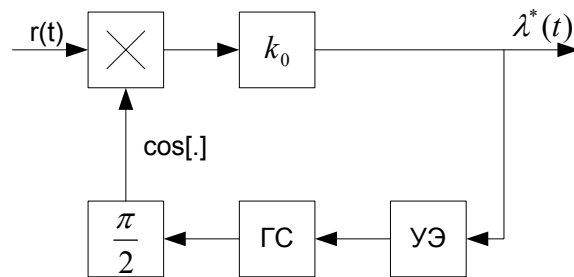 r(t)
k₀
λ*(t)
cos[.]
π/2
ГС
УЭ